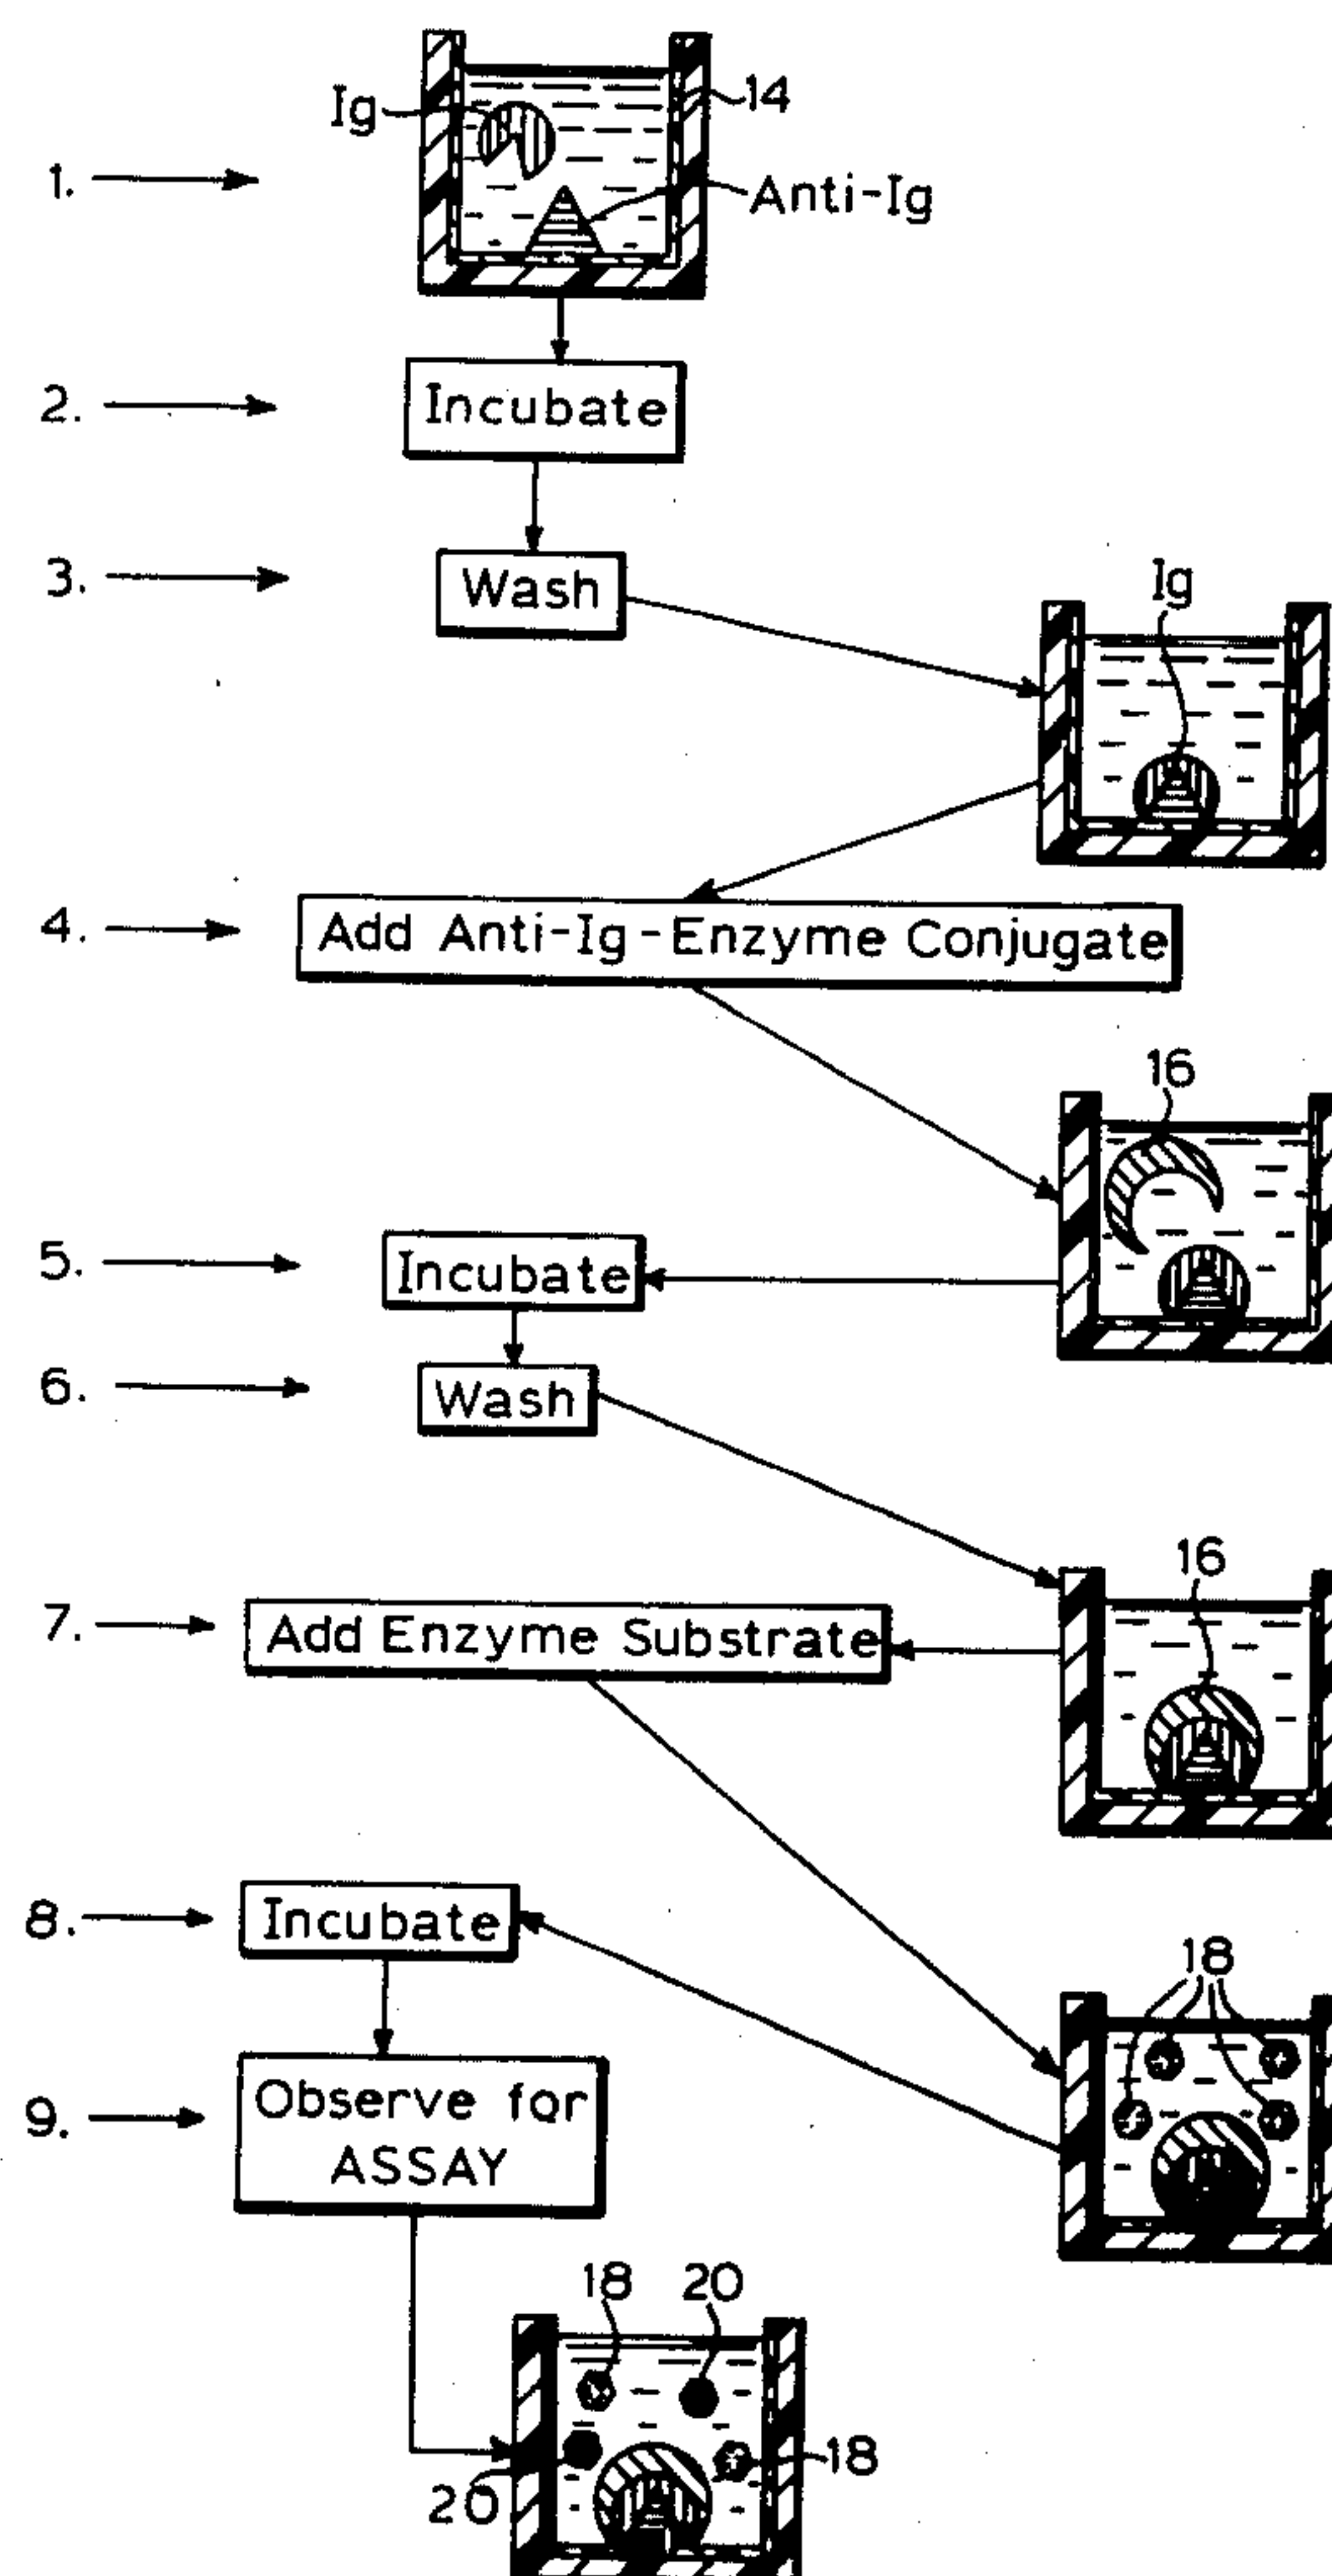 Ig
14
1.
Anti-Ig
2.
Incubate
3.
Wash
Ig
4.
Add Anti-Ig-Enzyme Conjugate
16
5.
Incubate
6.
Wash
16
7.
Add Enzyme Substrate
8.
Incubate
18
9.
Observe for
ASSAY
18
20
18
20